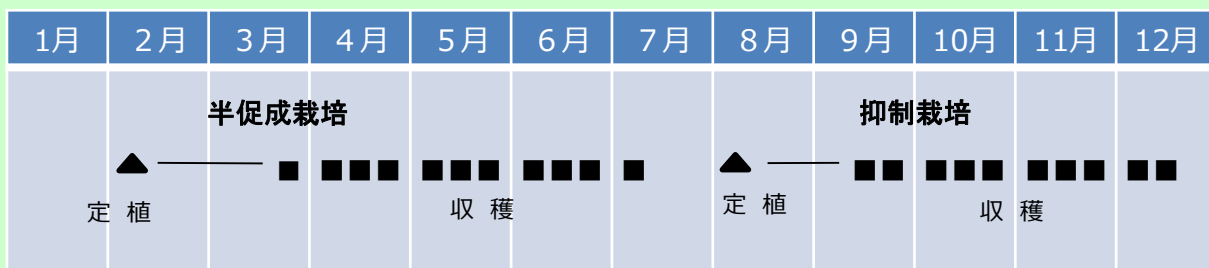 1月 2月 3月 4月 5月 6月 7月 8月 9月 10月 11月 12月
半促成栽培 抑制栽培
定植 収穫 定植 収穫